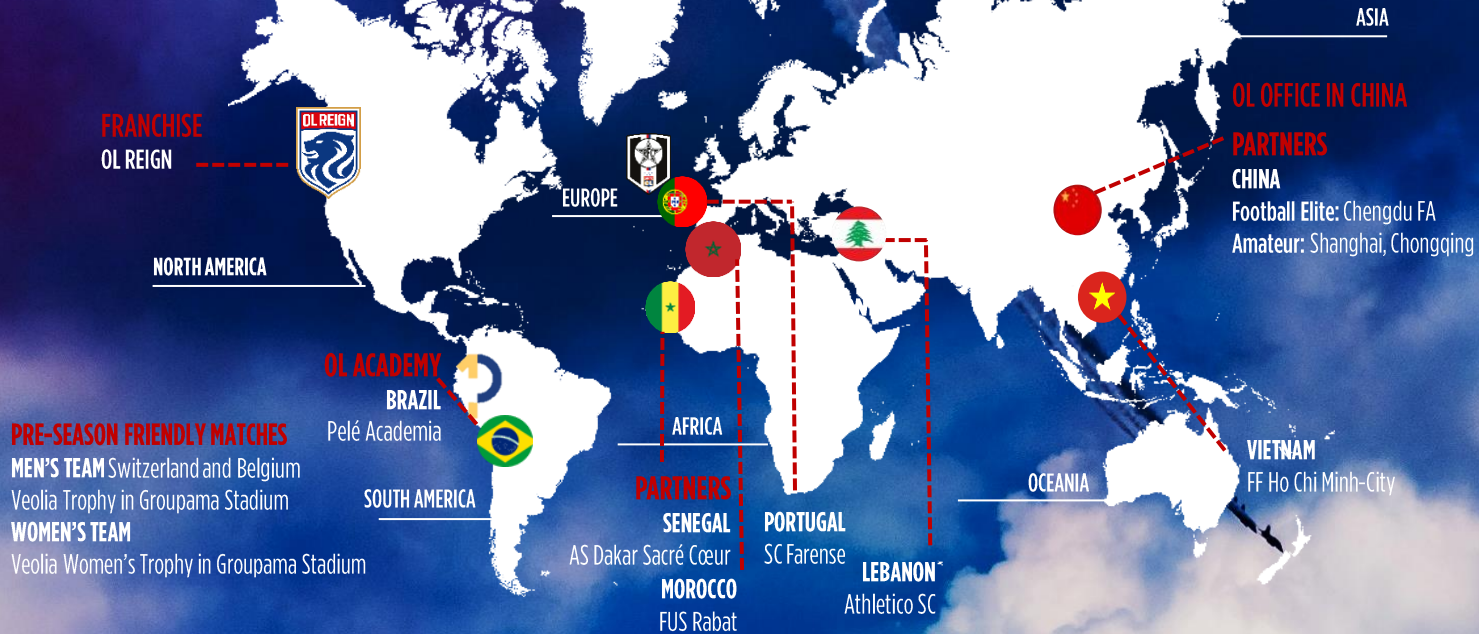 ASIA
OL OFFICE IN CHINA
PARTNERS
CHINA
Football Elite: Chengdu FA
Amateur: Shanghai, Chongqing
FRANCHISE
OL REIGN
OL REIGN
EUROPE
NORTH AMERICA
OL ACADEMY
BRAZIL
Pelé Academia
PRE-SEASON FRIENDLY MATCHES
MEN'S TEAM Switzerland and Belgium
Veolia Trophy in Groupama Stadium
WOMEN'S TEAM
Veolia Women's Trophy in Groupama Stadium
SOUTH AMERICA
AFRICA
PARTNERS
SENEGAL
AS Dakar Sacré Cœur
MOROCCO
FUS Rabat
PORTUGAL
SC Farense
LEBANON
Athletico SC
OCEANIA
VIETNAM
FF Ho Chi Minh-City